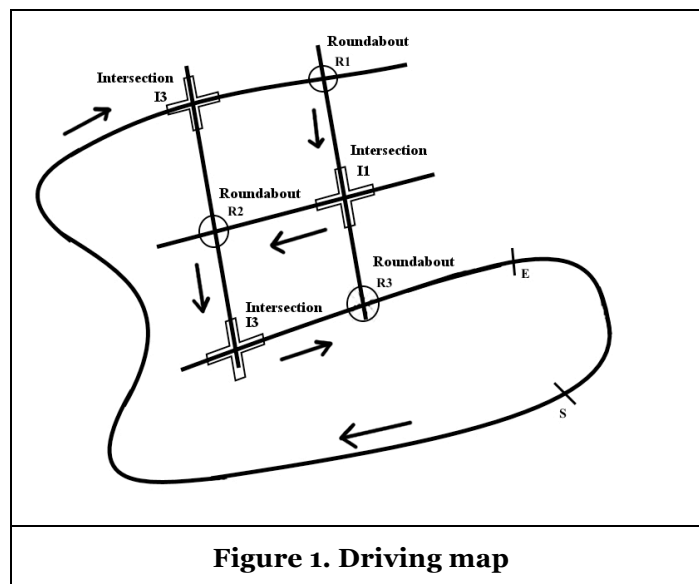 Roundabout
R1
Intersection
I3
Intersection
I1
Roundabout
R2
Roundabout
R3
E
Intersection
I3
S
Figure 1. Driving map